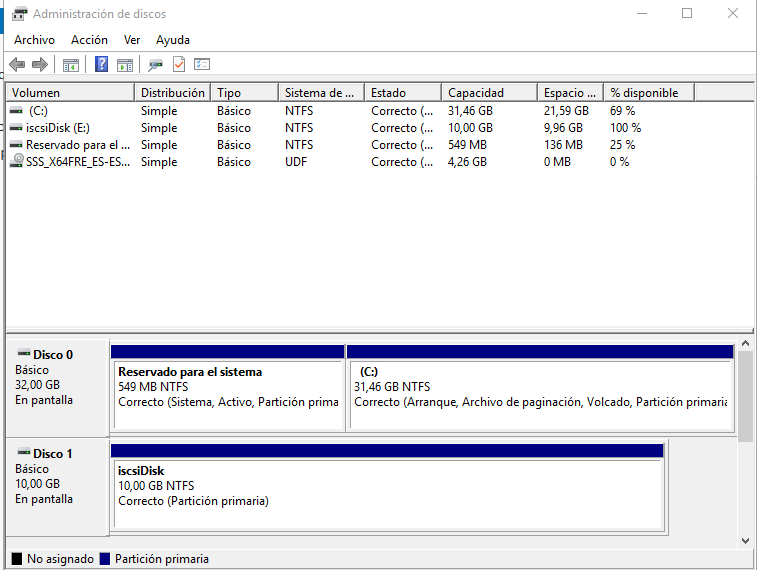 Administración de discos
Archivo Acción Ver Ayuda
Volumen Distribución Tipo Sistema de ... Estado Capacidad Espacio ... % disponible
(C:) Simple Básico NTFS Correcto (... 31,46 GB 21,59 GB 69 %
iscsiDisk (E:) Simple Básico NTFS Correcto (... 10,00 GB 9,96 GB 100 %
Reservado para el ... Simple Básico NTFS Correcto (... 549 MB 136 MB 25 %
SSS_X64FRE_ES-ES... Simple Básico UDF Correcto (... 4,26 GB 0 MB 0 %
Disco 0
Básico
32,00 GB
En pantalla
Reservado para el sistema
549 MB NTFS
Correcto (Sistema, Activo, Partición prima
(C:)
31,46 GB NTFS
Correcto (Arranque, Archivo de paginación, Volcado, Partición primaria
Disco 1
Básico
10,00 GB
En pantalla
iscsiDisk
10,00 GB NTFS
Correcto (Partición primaria)
No asignado Partición primaria